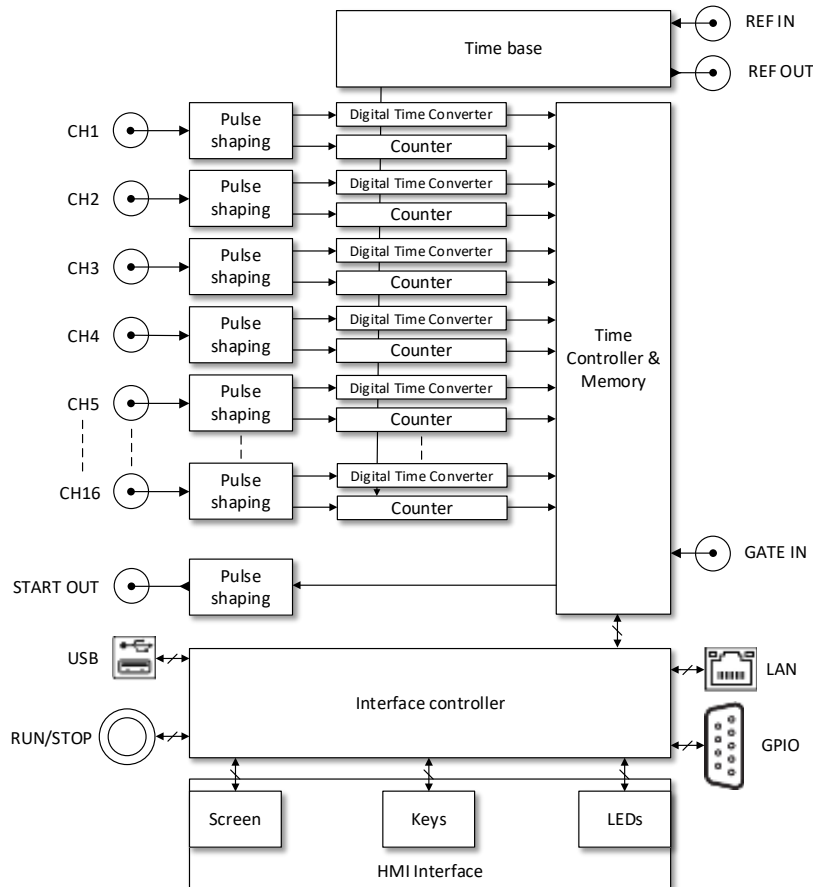 Time base
REF IN
REF OUT
CH1
Pulse
shaping
Digital Time Converter
Counter
CH2
Pulse
shaping
Digital Time Converter
Counter
CH3
Pulse
shaping
Digital Time Converter
Counter
CH4
Pulse
shaping
Digital Time Converter
Counter
Time
Controller &
Memory
CH5
Pulse
shaping
Digital Time Converter
Counter
CH16
Pulse
shaping
Digital Time Converter
Counter
GATE IN
START OUT
Pulse
shaping
USB
Interface controller
LAN
RUN/STOP
GPIO
Screen
Keys
LEDs
HMI Interface